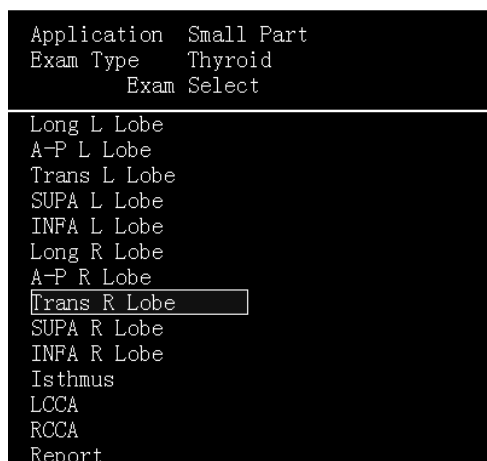 Application Small Part
Exam Type Thyroid
Exam Select
Long L Lobe
A-P L Lobe
Trans L Lobe
SUPA L Lobe
INFA L Lobe
Long R Lobe
A-P R Lobe
Trans R Lobe
SUPA R Lobe
INFA R Lobe
Isthmus
LCCA
RCCA
Report